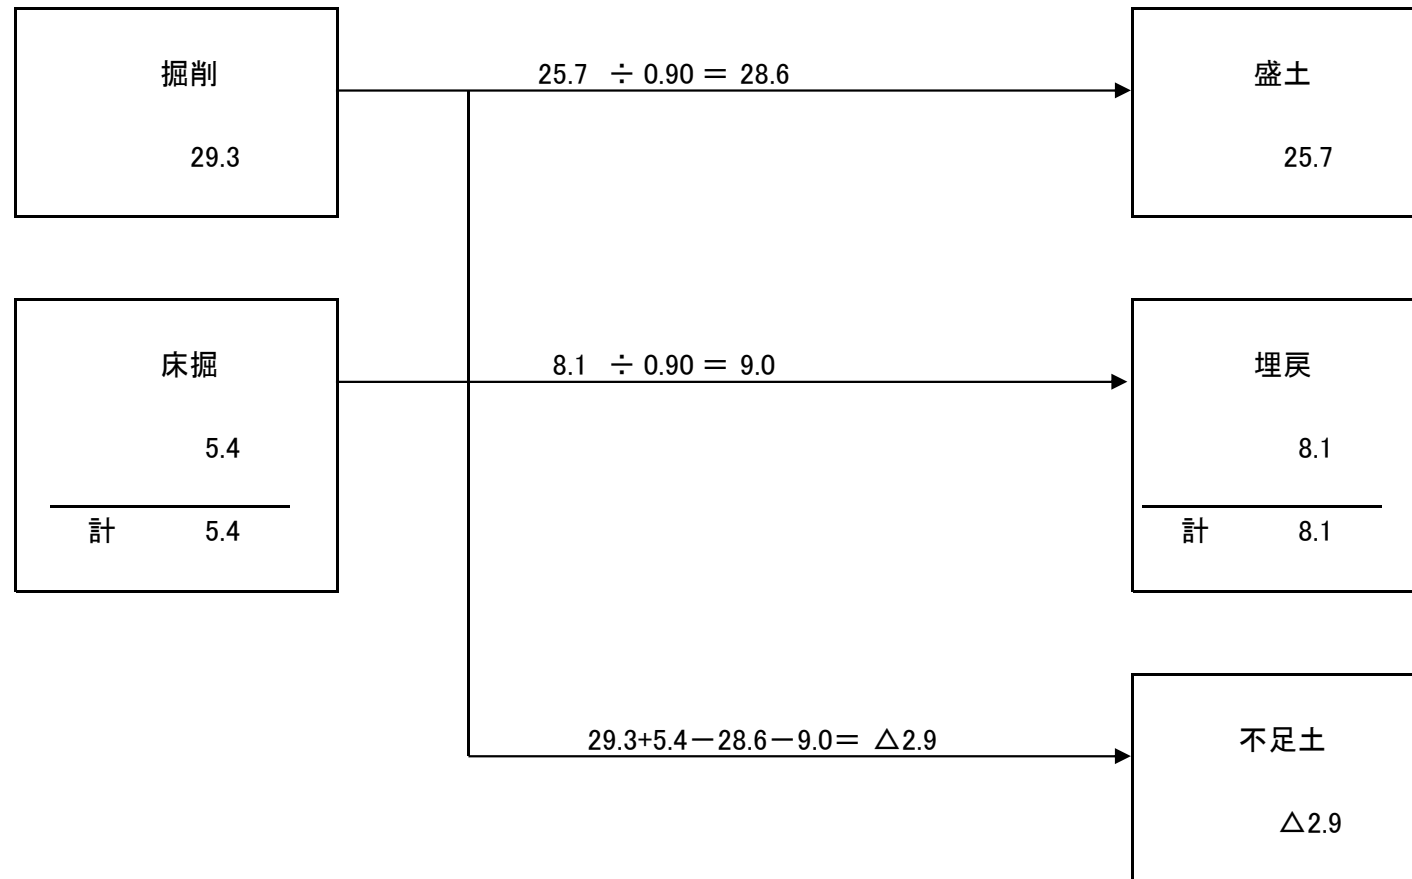 掘削
25.7 ÷ 0.90 = 28.6
盛土
29.3
25.7
床掘
8.1 ÷ 0.90 = 9.0
埋戻
5.4
8.1
計 5.4
計 8.1
29.3+5.4－28.6－9.0＝ △2.9
不足土
△2.9